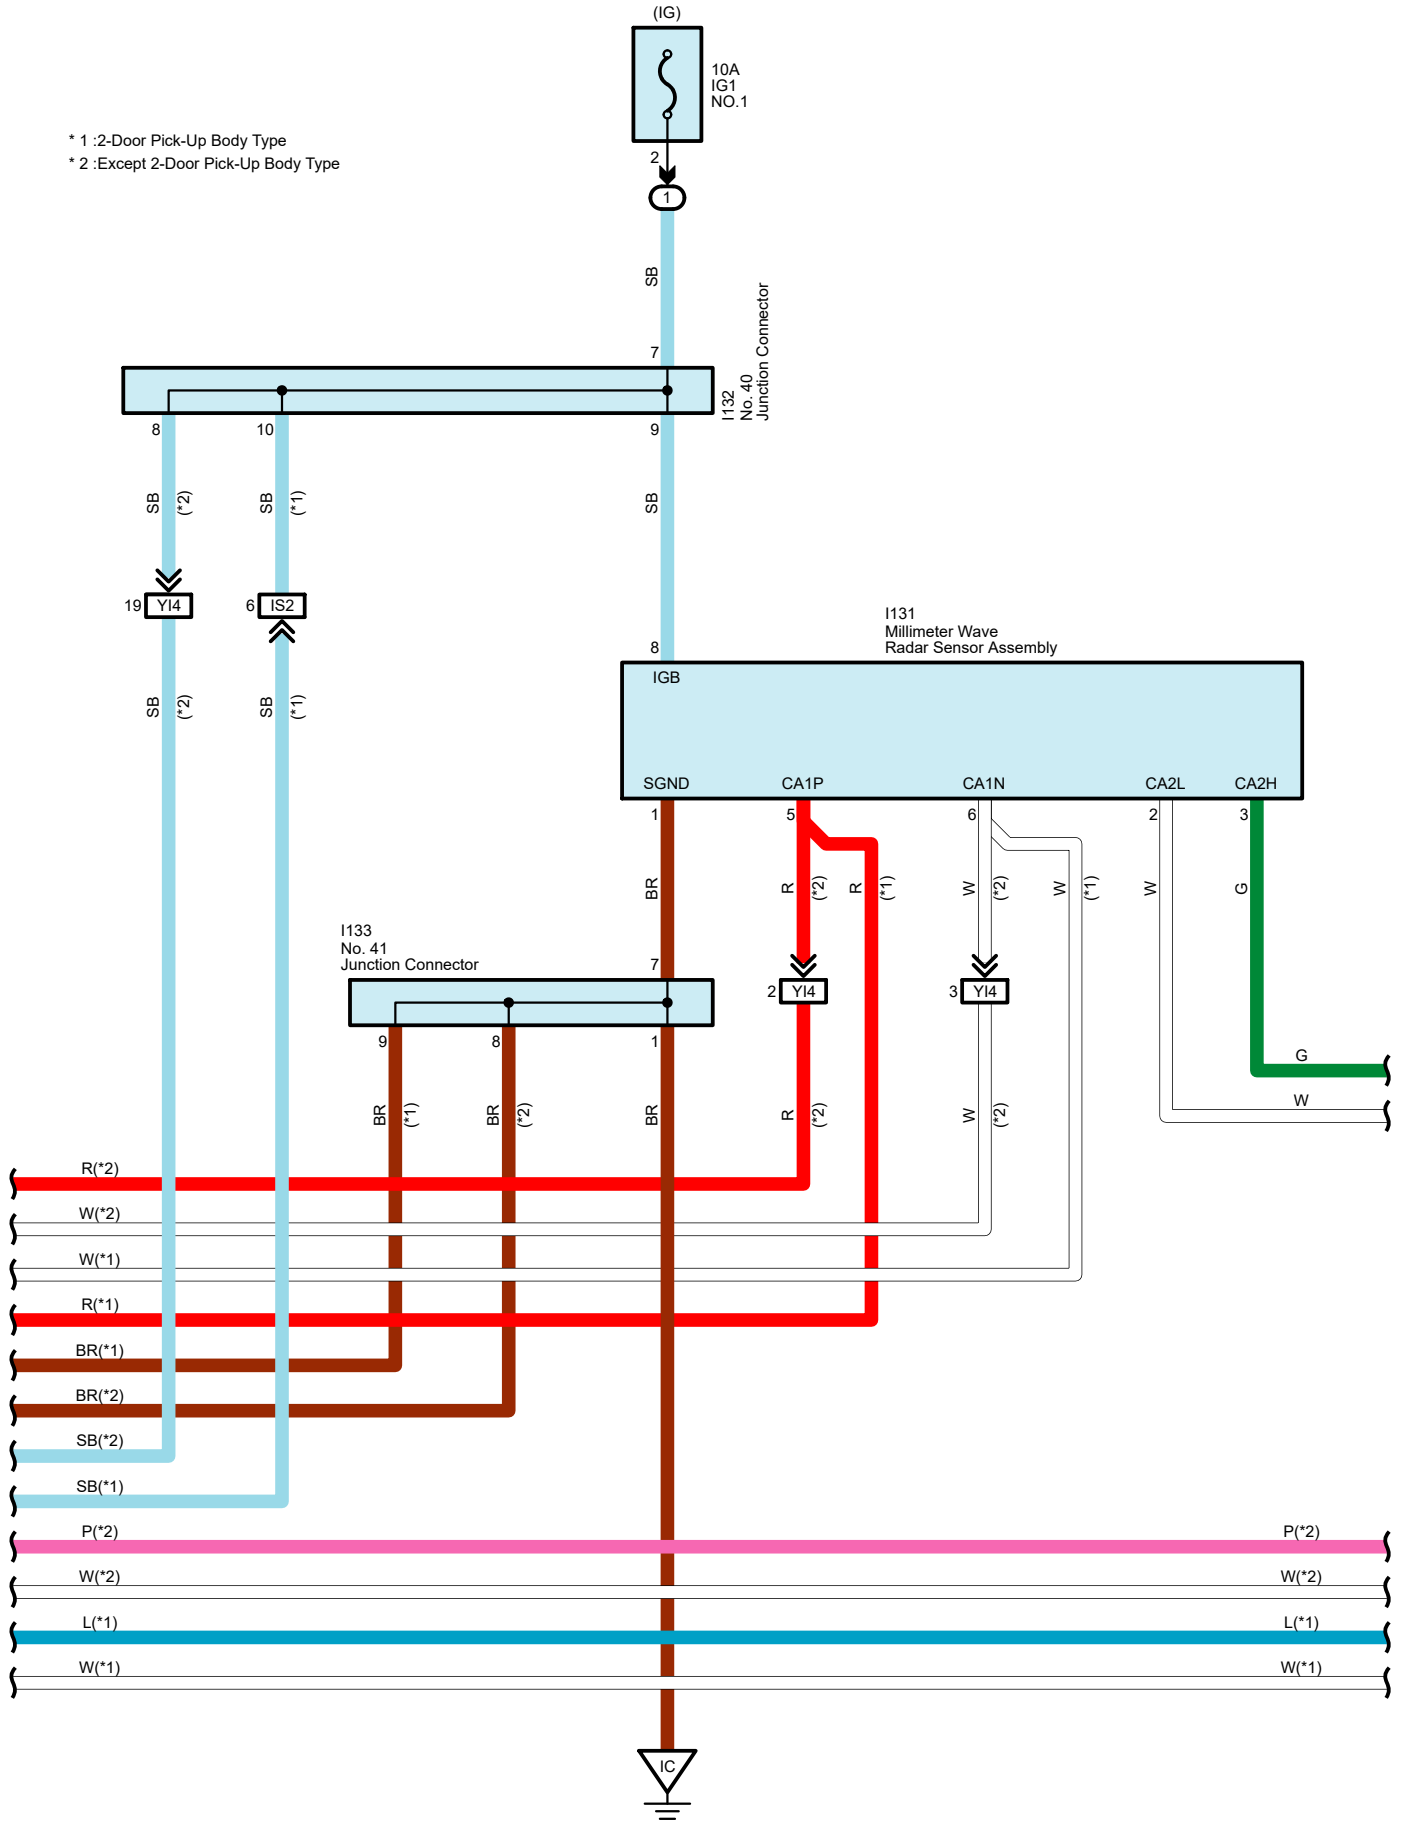 (IG)
10A
IG1
NO.1
* 1 :2-Door Pick-Up Body Type
* 2 :Except 2-Door Pick-Up Body Type
2
1
SB
7
I132
No. 40
Junction Connector
8
10
9
SB
(*2)
SB
(*1)
SB
19
YI4
6
IS2
I131
Millimeter Wave
Radar Sensor Assembly
8
IGB
SB
(*2)
SB
(*1)
SGND
CA1P
CA1N
CA2L
CA2H
1
5
6
2
3
BR
R
(*2)
R
(*1)
W
(*2)
W
(*1)
W
G
I133
No. 41
Junction Connector
7
2
YI4
3
YI4
9
8
1
G
W
BR
(*1)
BR
(*2)
BR
R
(*2)
W
(*2)
R(*2)
W(*2)
W(*1)
R(*1)
BR(*1)
BR(*2)
SB(*2)
SB(*1)
P(*2)
P(*2)
W(*2)
W(*2)
L(*1)
L(*1)
W(*1)
W(*1)
IC